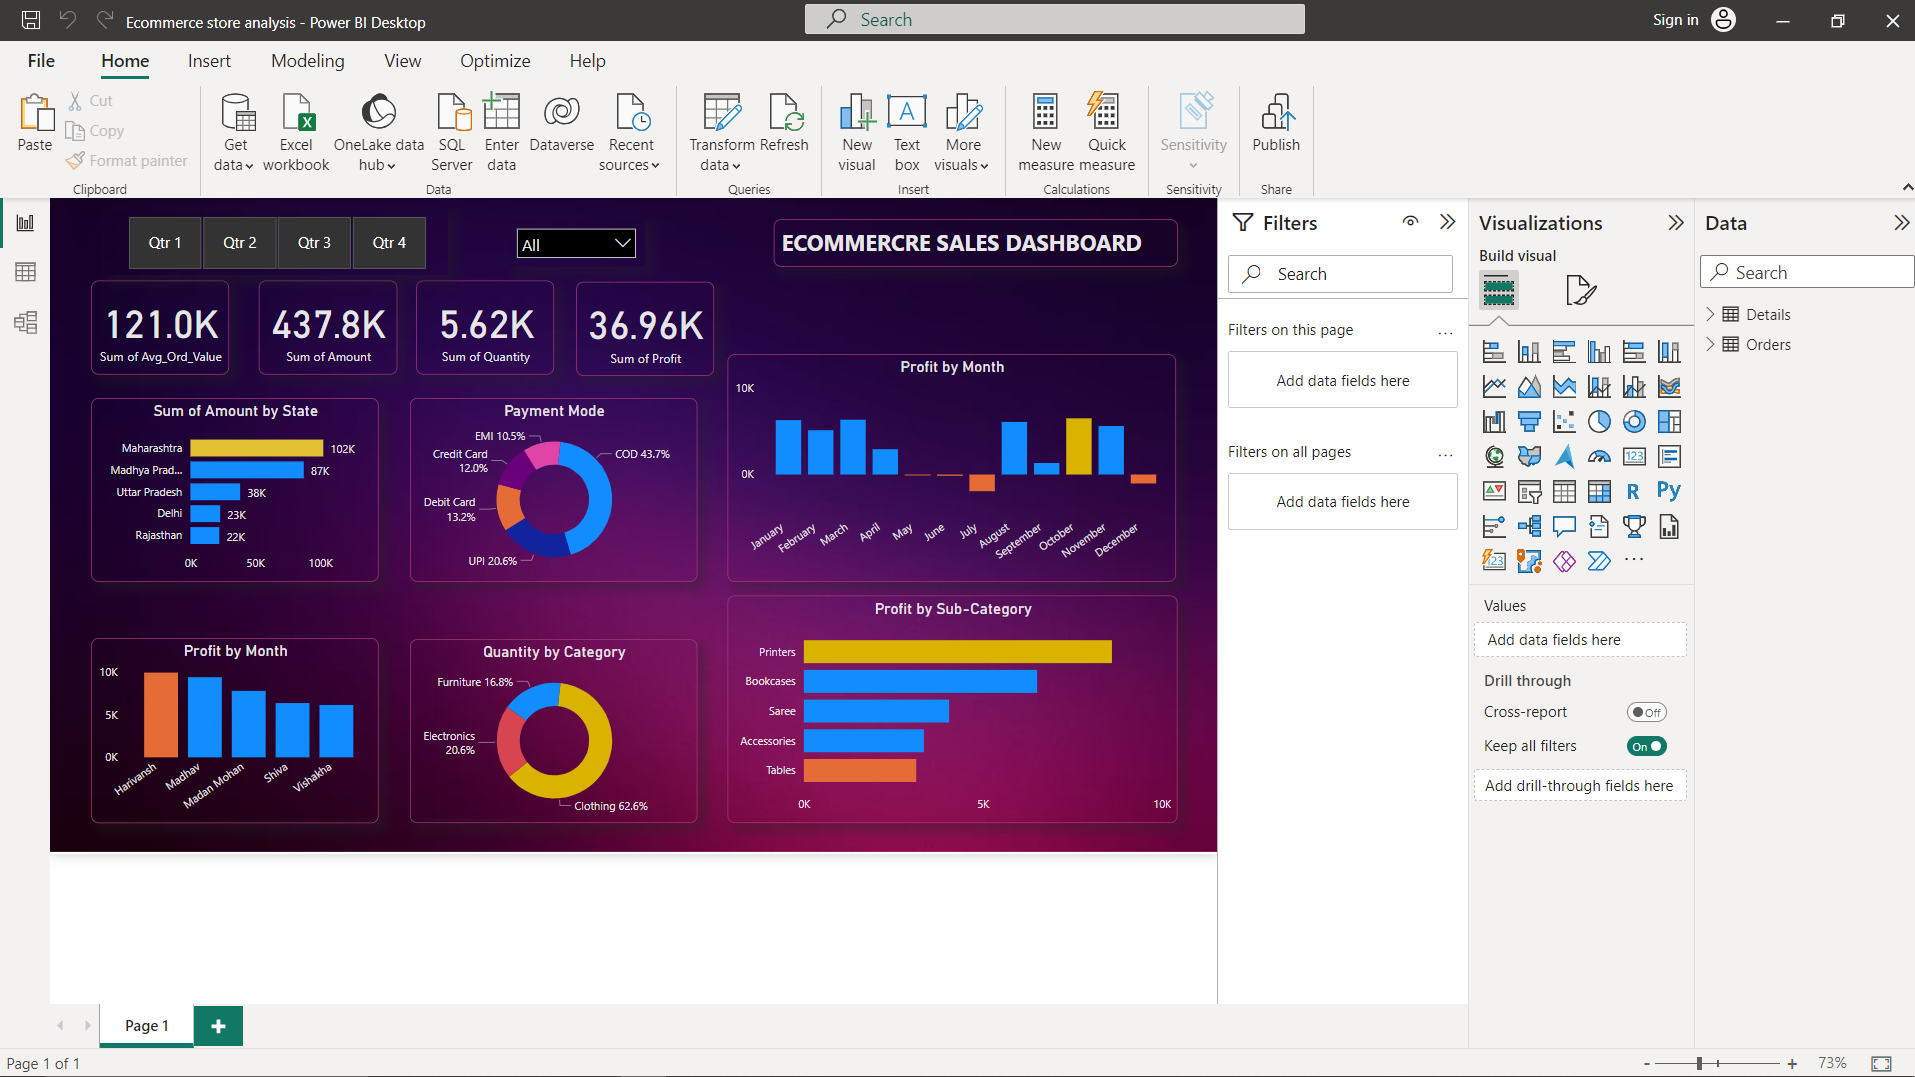 Ecommerce store analysis - Power BI Desktop
Search
Sign in
File
Home
Insert
Modeling
View
Optimize
Help
Paste
Cut
Copy
Format painter
Clipboard
Get
data
Excel
workbook
OneLake data
hub
SQL
Server
Enter
data
Dataverse
Recent
sources
Data
Transform
data
Refresh
Queries
New
visual
Text
box
More
visuals
Insert
New
measure
Quick
measure
Calculations
Sensitivity
Sensitivity
Publish
Share
Qtr 1
Qtr 2
Qtr 3
Qtr 4
All
ECOMMERCRE SALES DASHBOARD
121.0K
Sum of Avg_Ord_Value
437.8K
Sum of Amount
5.62K
Sum of Quantity
36.96K
Sum of Profit
Sum of Amount by State
Maharashtra
102K
Madhya Prad...
87K
Uttar Pradesh
38K
Delhi
23K
Rajasthan
22K
0K
50K
100K
Payment Mode
EMI 10.5%
Credit Card
12.0%
COD 43.7%
Debit Card
13.2%
UPI 20.6%
Profit by Month
10K
0K
January
February
March
April
May
June
July
August
September
October
November
December
Profit by Month
10K
5K
0K
Harivansh
Madhav
Madan Mohan
Shiva
Vishakha
Quantity by Category
Furniture 16.8%
Electronics
20.6%
Clothing 62.6%
Profit by Sub-Category
Printers
Bookcases
Saree
Accessories
Tables
0K
5K
10K
Filters
Search
Filters on this page
...
Add data fields here
Filters on all pages
...
Add data fields here
Visualizations
Build visual
123
R
Py
123
...
Values
Add data fields here
Drill through
Cross-report
Off
Keep all filters
On
Add drill-through fields here
Data
Search
Details
Orders
Page 1
Page 1 of 1
- + 73%